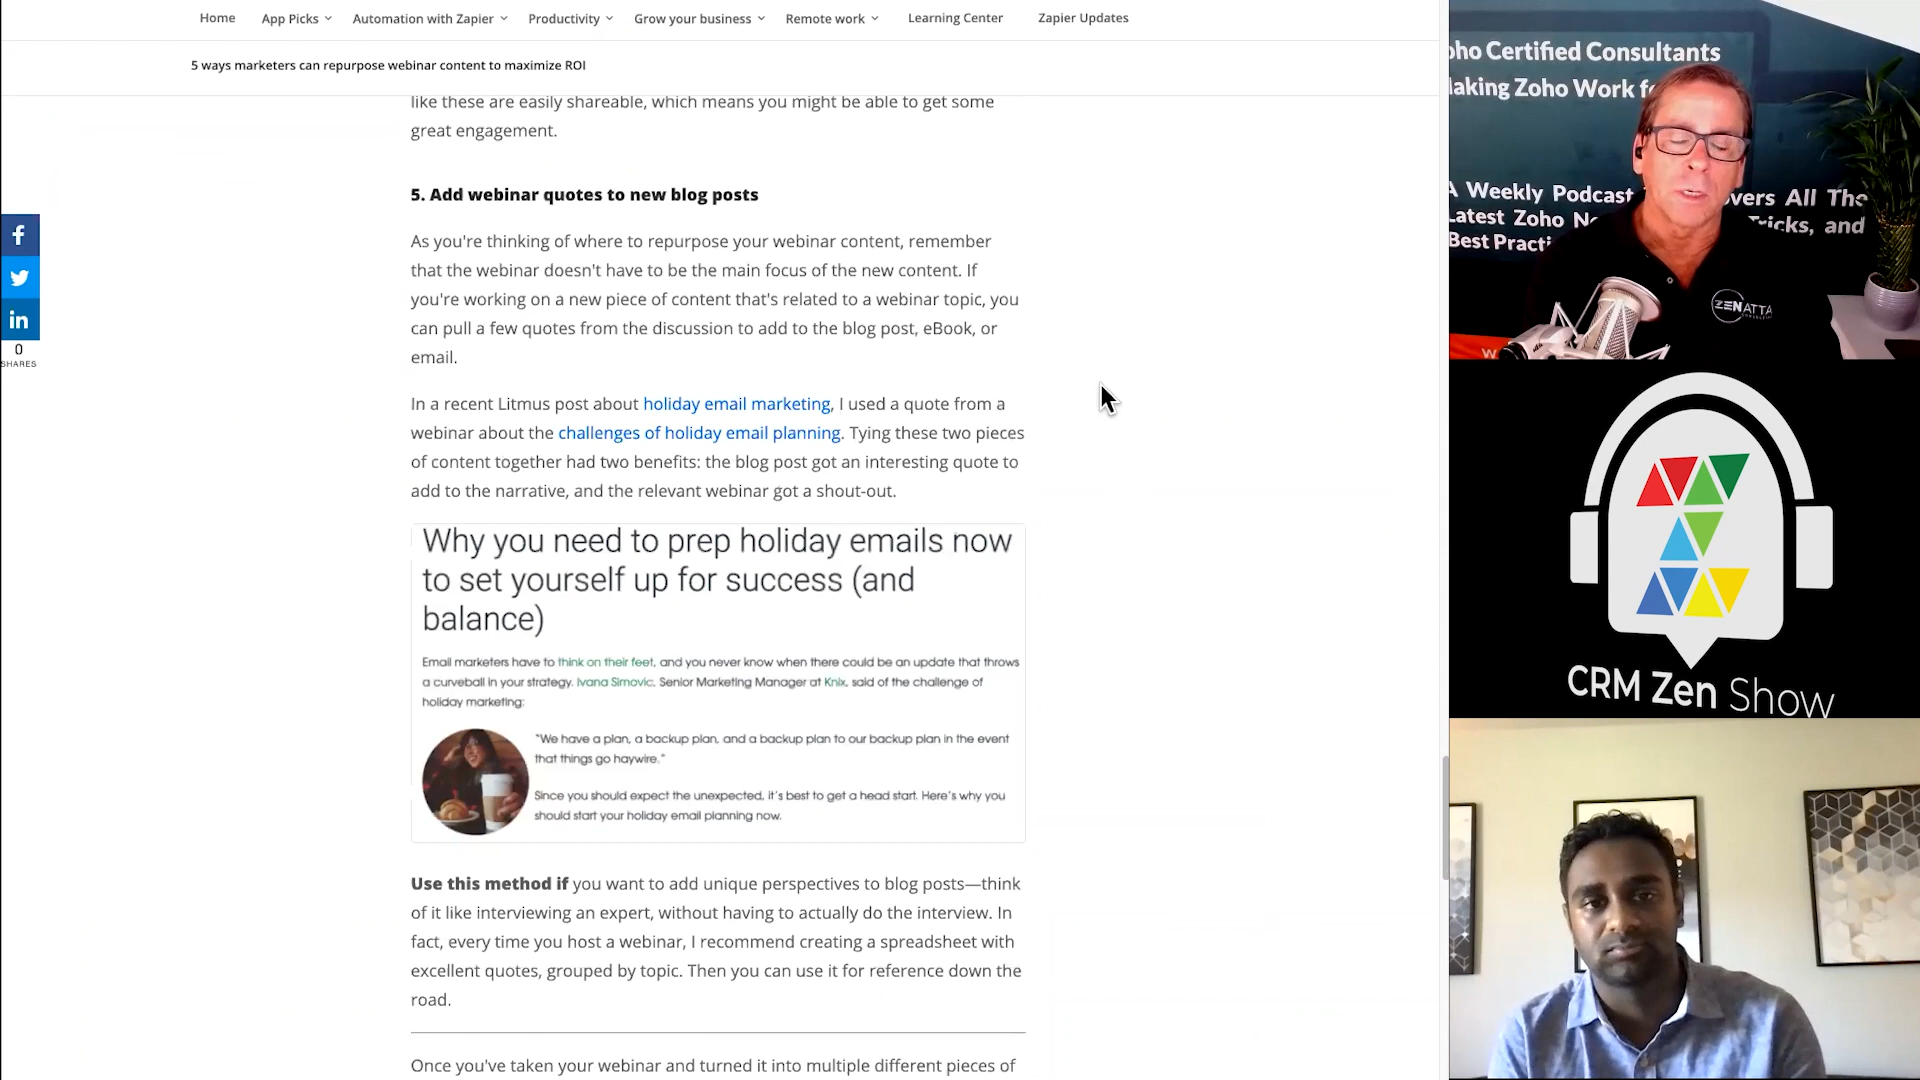 Home App Picks Automation with Zapier Productivity Grow your business Remote work Learning Center Zapier Updates
5 ways marketers can repurpose webinar content to maximize ROI
like these are easily shareable, which means you might be able to get some
great engagement.
5. Add webinar quotes to new blog posts
As you're thinking of where to repurpose your webinar content, remember
that the webinar doesn't have to be the main focus of the new content. If
you're working on a new piece of content that's related to a webinar topic, you
can pull a few quotes from the discussion to add to the blog post, eBook, or
email.
In a recent Litmus post about holiday email marketing, I used a quote from a
webinar about the challenges of holiday email planning. Tying these two pieces
of content together had two benefits: the blog post got an interesting quote to
add to the narrative, and the relevant webinar got a shout-out.
Why you need to prep holiday emails now
to set yourself up for success (and
balance)
Email marketers have to think on their feet, and you never know when there could be an update that throws
a curveball in your strategy. Ivana Simovic, Senior Marketing Manager at Knix, said of the challenge of
holiday marketing:
"We have a plan, a backup plan, and a backup plan to our backup plan in the event
that things go haywire."
Since you should expect the unexpected, it's best to get a head start. Here's why you
should start your holiday email planning now.
Use this method if you want to add unique perspectives to blog posts—think
of it like interviewing an expert, without having to actually do the interview. In
fact, every time you host a webinar, I recommend creating a spreadsheet with
excellent quotes, grouped by topic. Then you can use it for reference down the
road.
Once you've taken your webinar and turned it into multiple different pieces of
f
in
0
SHARES
oho Certified Consultants
aking Zoho Work f
A Weekly Podcast vers All The
Latest Zoho N ricks, and
Best Practi
ZENATTA
W
CRM Zen Show